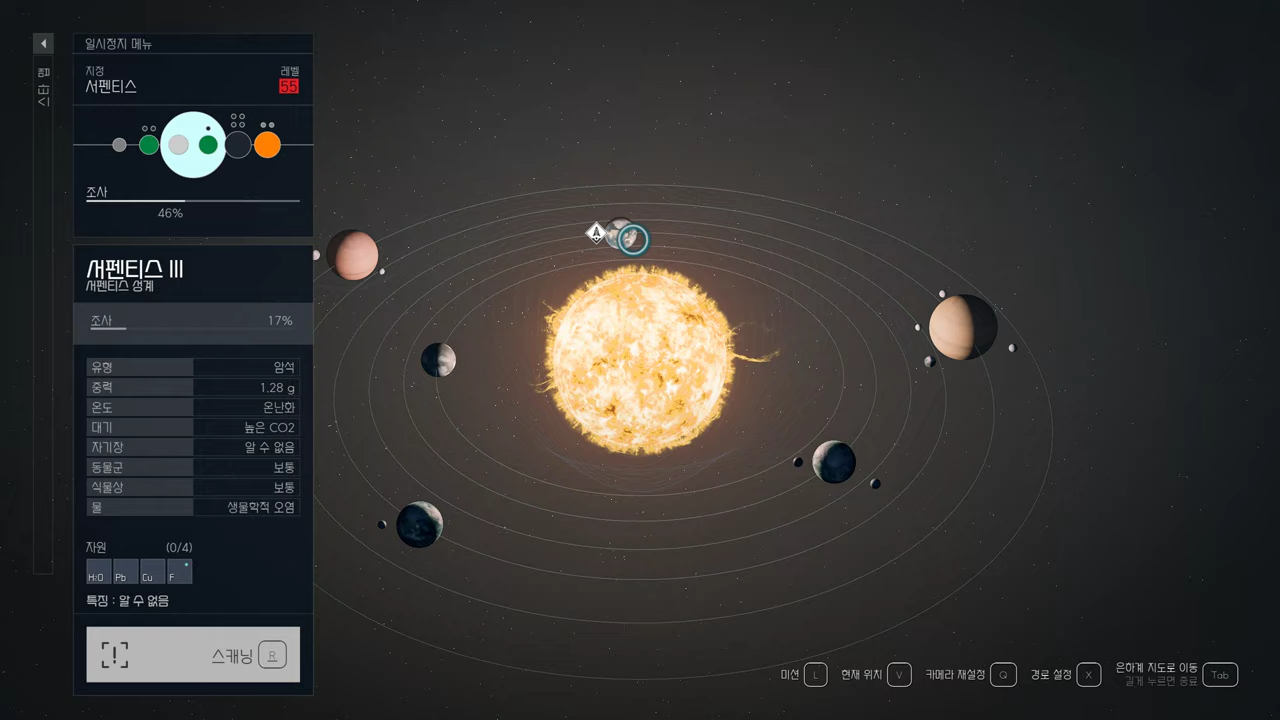 일시정지 메뉴
스타 맵
지정
레벨
서펜티스
55
조사
46%
서펜티스 III
서펜티스 성계
조사 17%
유형 암석
중력 1.28 g
온도 온난화
대기 높은 CO2
자기장 알 수 없음
동물군 보통
식물상 보통
물 생물학적 오염
자원 (0/4)
H2O Pb Cu F
특징 : 알 수 없음
스캐닝 R
미션 L 현재 위치 V 카메라 재설정 Q 경로 설정 X 은하계 지도로 이동 Tab
길게 누르면 종료